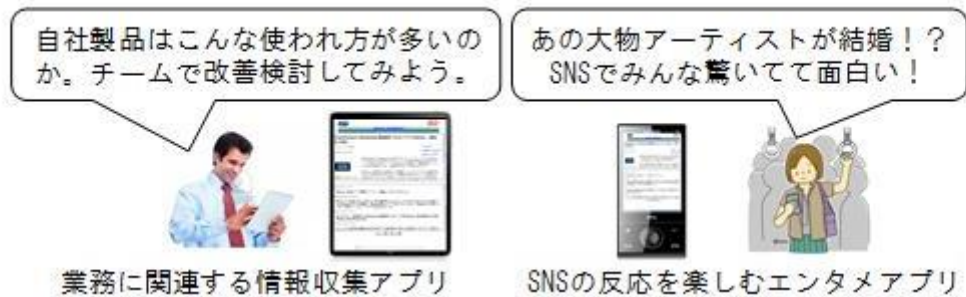 自社製品はこんな使われ方が多いの
か。チームで改善検討してみよう。
あの大物アーティストが結婚！？
SNSでみんな驚いてて面白い！
業務に関連する情報収集アプリ
SNSの反応を楽しむエンタメアプリ